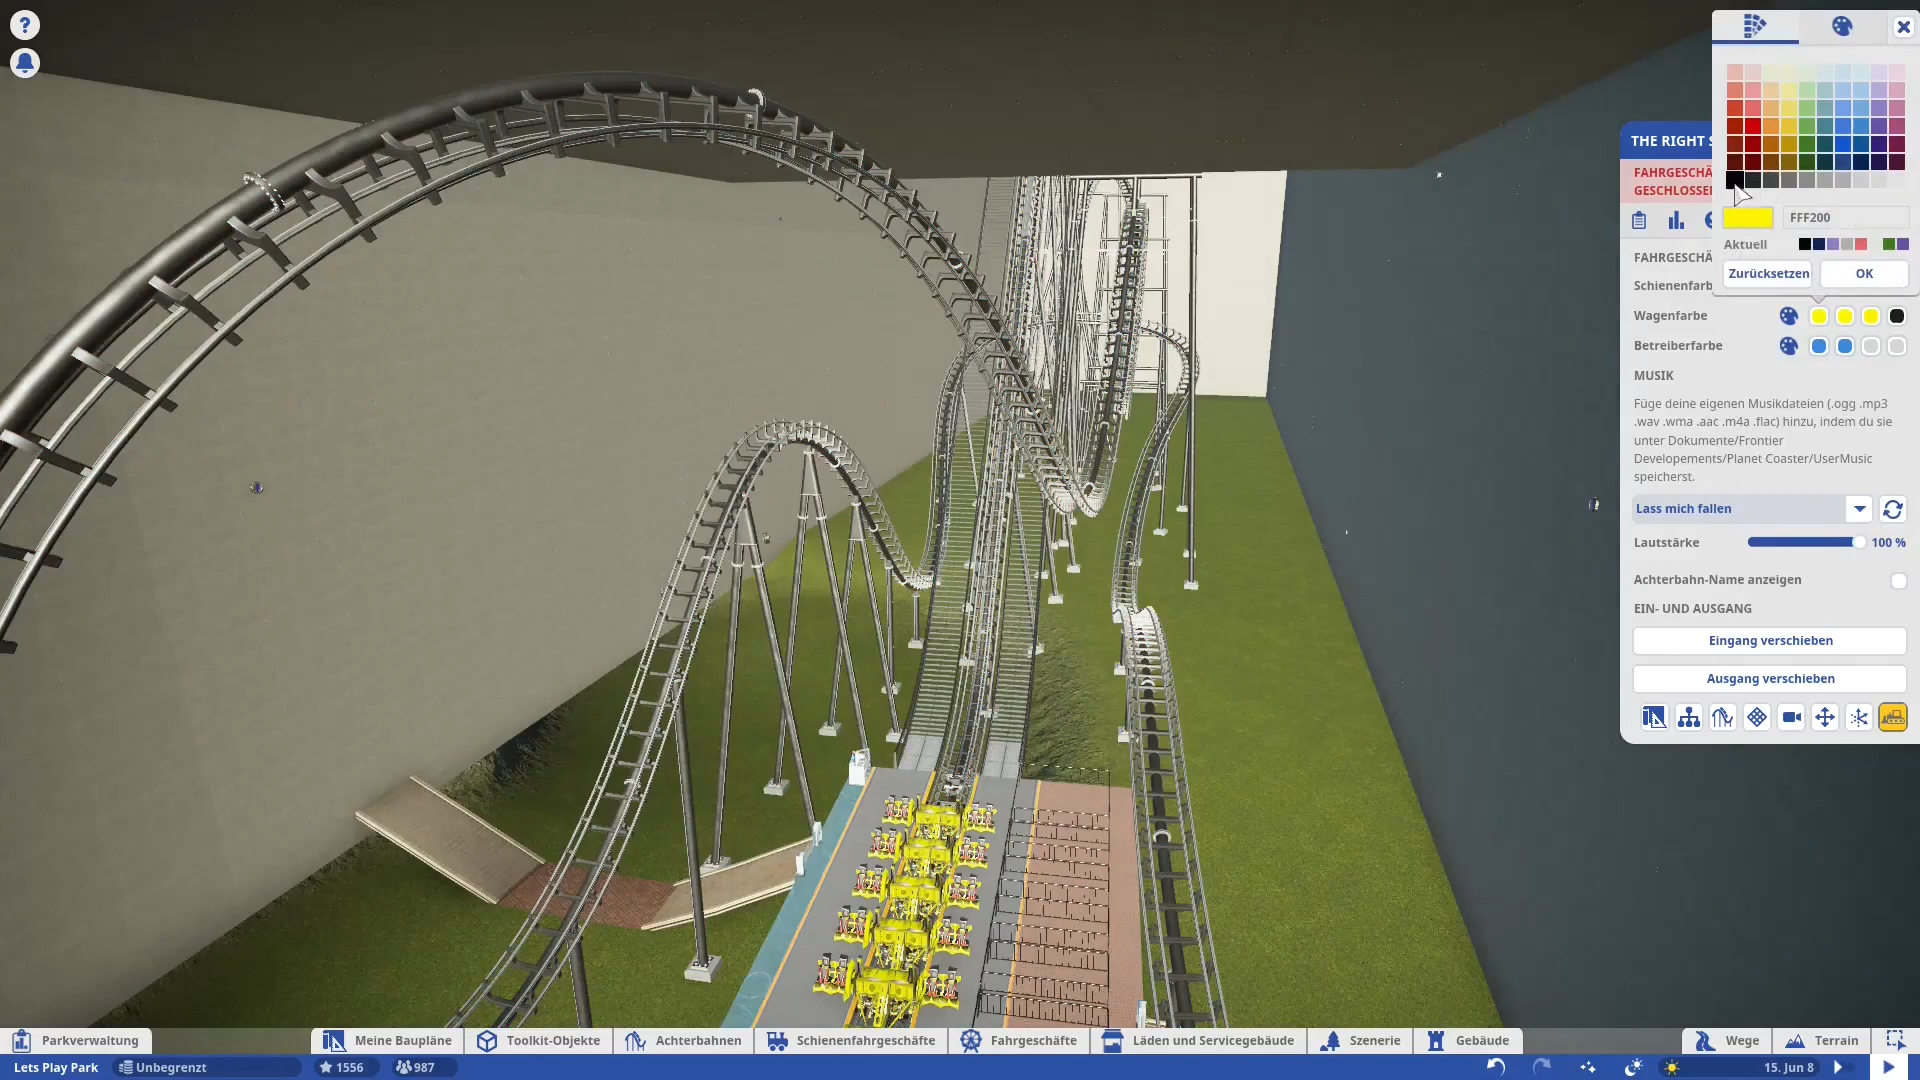 ?
THE RIGHT S
FAHRGESCHÄ
GESCHLOSSEN
FFF200
Aktuell
Zurücksetzen
OK
FAHRGESCHÄ
Schienenfarb
Wagenfarbe
Betreiberfarbe
MUSIK
Füge deine eigenen Musikdateien (.ogg .mp3
.wav .wma .aac .m4a .flac) hinzu, indem du sie
unter Dokumente/Frontier
Developements/Planet Coaster/UserMusic
speicherst.
Lass mich fallen
Lautstärke 100 %
Achterbahn-Name anzeigen
EIN- UND AUSGANG
Eingang verschieben
Ausgang verschieben
Parkverwaltung
Meine Baupläne
Toolkit-Objekte
Achterbahnen
Schienenfahrgeschäfte
Fahrgeschäfte
Läden und Servicegebäude
Szenerie
Gebäude
Wege
Terrain
Lets Play Park
Unbegrenzt
1556
987
15. Jun 8